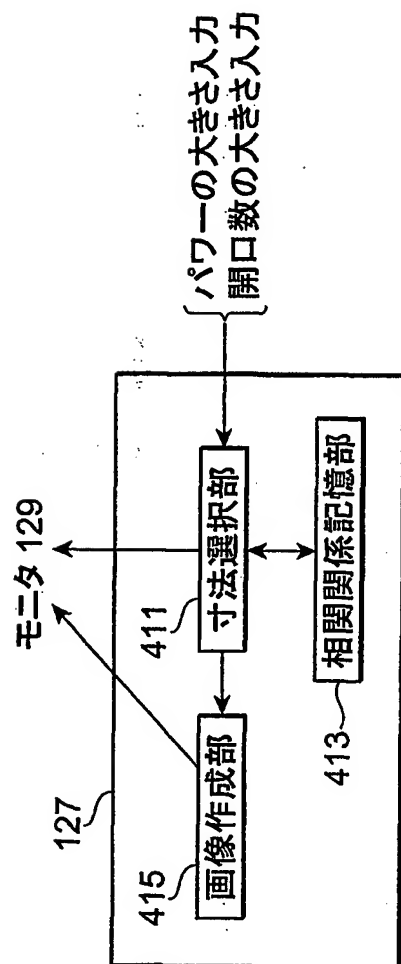 モニタ 129
127
415
画像作成部
411
寸法選択部
413
相関関係記憶部
パワーの大きさ入力
開口数の大きさ入力